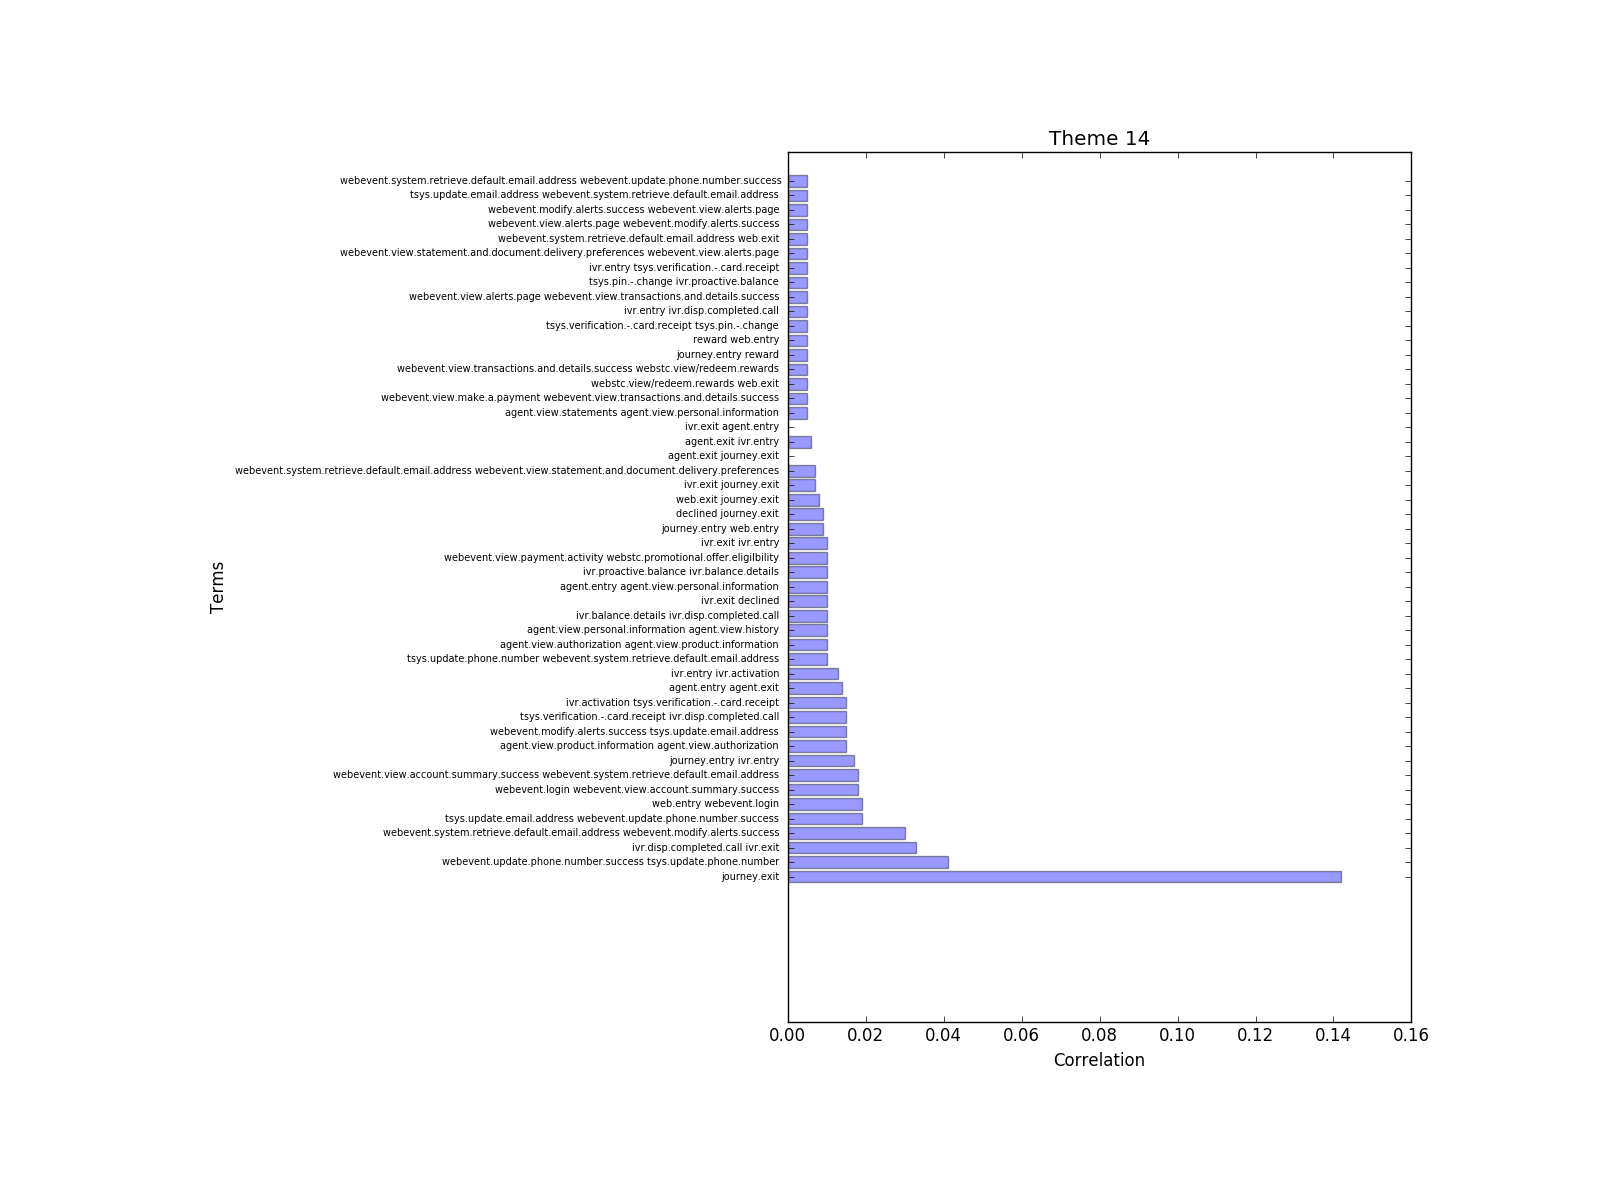 Theme 14
webevent.system.retrieve.default.email.address webevent.update.phone.number.success
tsys.update.email.address webevent.system.retrieve.default.email.address
webevent.modify.alerts.success webevent.view.alerts.page
webevent.view.alerts.page webevent.modify.alerts.success
webevent.system.retrieve.default.email.address web.exit
webevent.view.statement.and.document.delivery.preferences webevent.view.alerts.page
ivr.entry tsys.verification.-.card.receipt
tsys.pin.-.change ivr.proactive.balance
webevent.view.alerts.page webevent.view.transactions.and.details.success
ivr.entry ivr.disp.completed.call
tsys.verification.-.card.receipt tsys.pin.-.change
reward web.entry
journey.entry reward
webevent.view.transactions.and.details.success webstc.view/redeem.rewards
webstc.view/redeem.rewards web.exit
webevent.view.make.a.payment webevent.view.transactions.and.details.success
agent.view.statements agent.view.personal.information
ivr.exit agent.entry
agent.exit ivr.entry
agent.exit journey.exit
webevent.system.retrieve.default.email.address webevent.view.statement.and.document.delivery.preferences
ivr.exit journey.exit
web.exit journey.exit
declined journey.exit
journey.entry web.entry
ivr.exit ivr.entry
webevent.view.payment.activity webstc.promotional.offer.eligilbility
ivr.proactive.balance ivr.balance.details
agent.entry agent.view.personal.information
ivr.exit declined
ivr.balance.details ivr.disp.completed.call
agent.view.personal.information agent.view.history
agent.view.authorization agent.view.product.information
tsys.update.phone.number webevent.system.retrieve.default.email.address
ivr.entry ivr.activation
agent.entry agent.exit
ivr.activation tsys.verification.-.card.receipt
tsys.verification.-.card.receipt ivr.disp.completed.call
webevent.modify.alerts.success tsys.update.email.address
agent.view.product.information agent.view.authorization
journey.entry ivr.entry
webevent.view.account.summary.success webevent.system.retrieve.default.email.address
webevent.login webevent.view.account.summary.success
web.entry webevent.login
tsys.update.email.address webevent.update.phone.number.success
webevent.system.retrieve.default.email.address webevent.modify.alerts.success
ivr.disp.completed.call ivr.exit
webevent.update.phone.number.success tsys.update.phone.number
journey.exit
Terms
0.00 0.02 0.04 0.06 0.08 0.10 0.12 0.14 0.16
Correlation